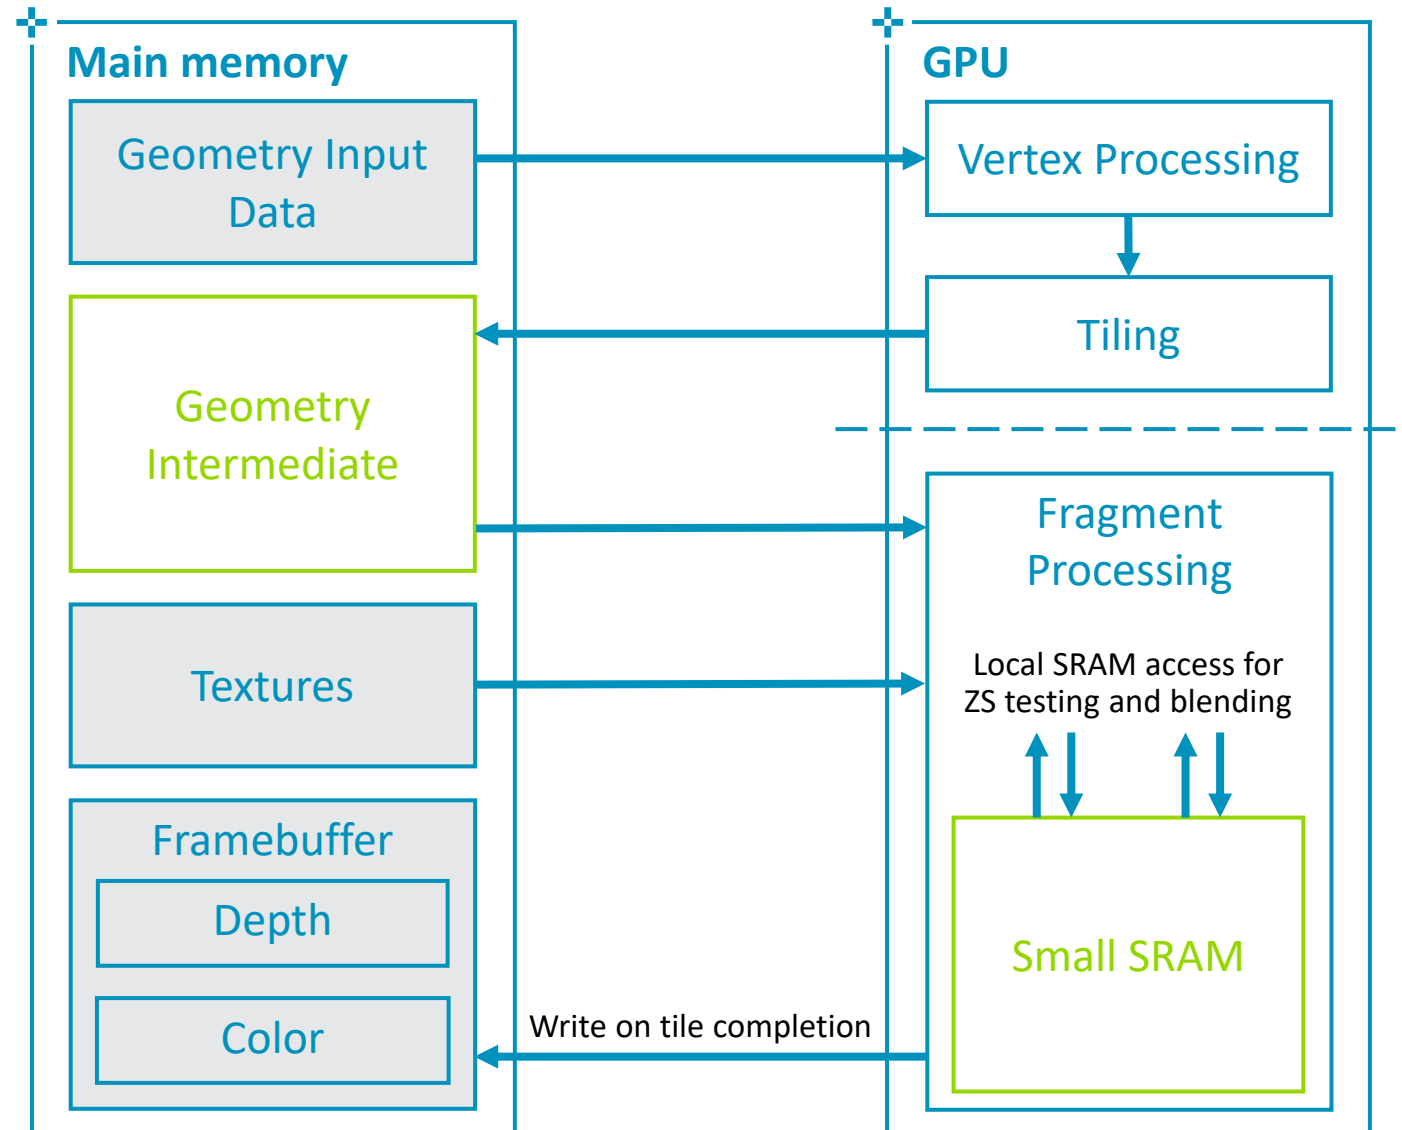 Main memory
Geometry Input
Data
Geometry
Intermediate
Textures
Framebuffer
Depth
Color
Write on tile completion
GPU
Vertex Processing
Tiling
Fragment
Processing
Local SRAM access for
ZS testing and blending
Small SRAM